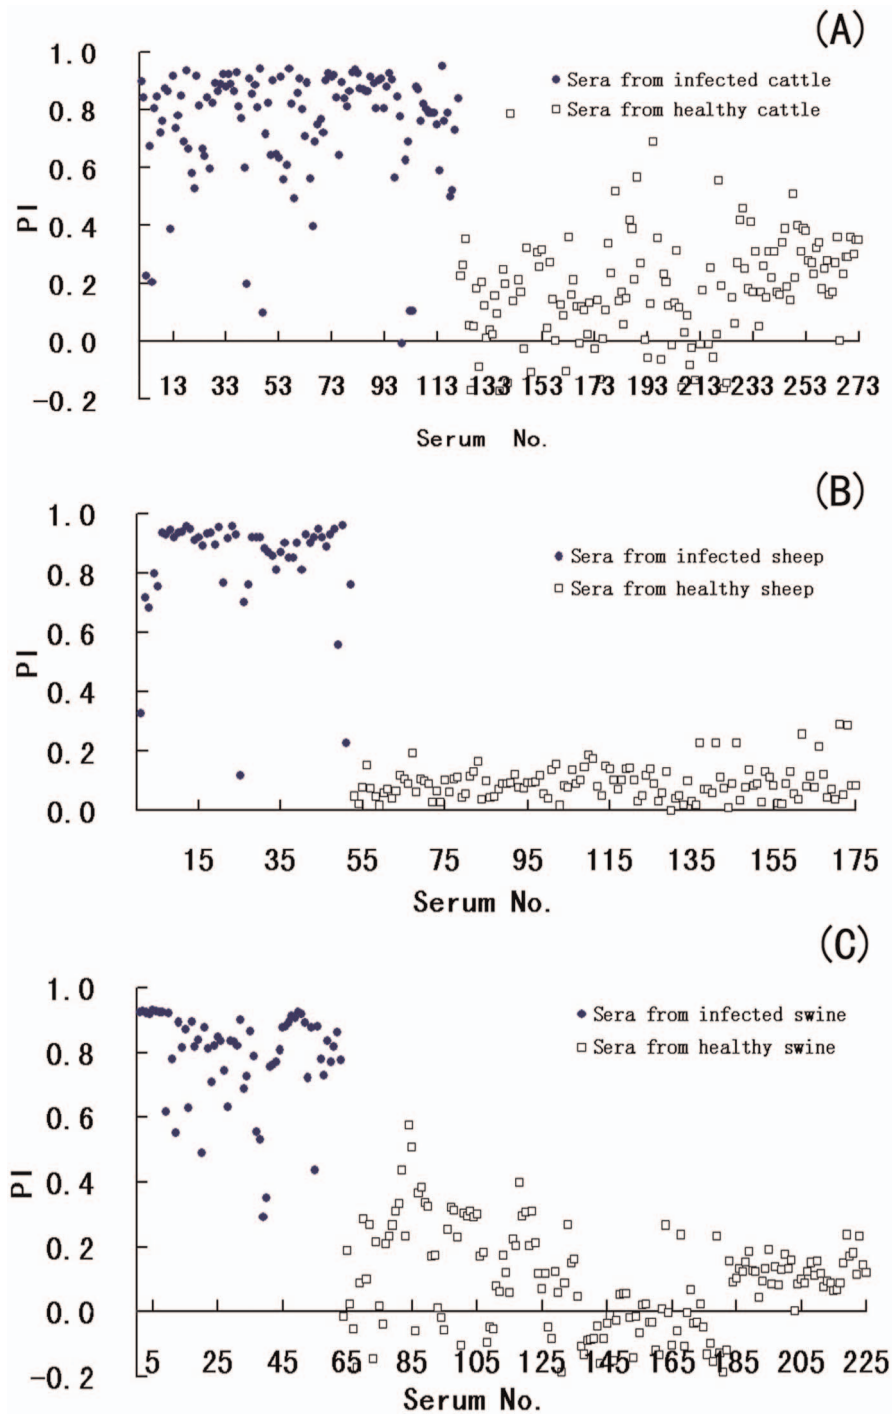 (A)
1.0
Sera from infected cattle
0.8
Sera from healthy cattle
0.6
PI
0.4
0.2
0.0
13 33 53 73 93 113 133 153 173 193 213 233 253 273
-0.2
Serum No.
(B)
1.0
Sera from infected sheep
0.8
Sera from healthy sheep
0.6
PI
0.4
0.2
0.0
15 35 55 75 95 115 135 155 175
Serum No.
(C)
1.0
Sera from infected swine
0.8
Sera from healthy swine
0.6
PI
0.4
0.2
0.0
5 25 45 65 85 105 125 145 165 185 205 225
-0.2
Serum No.